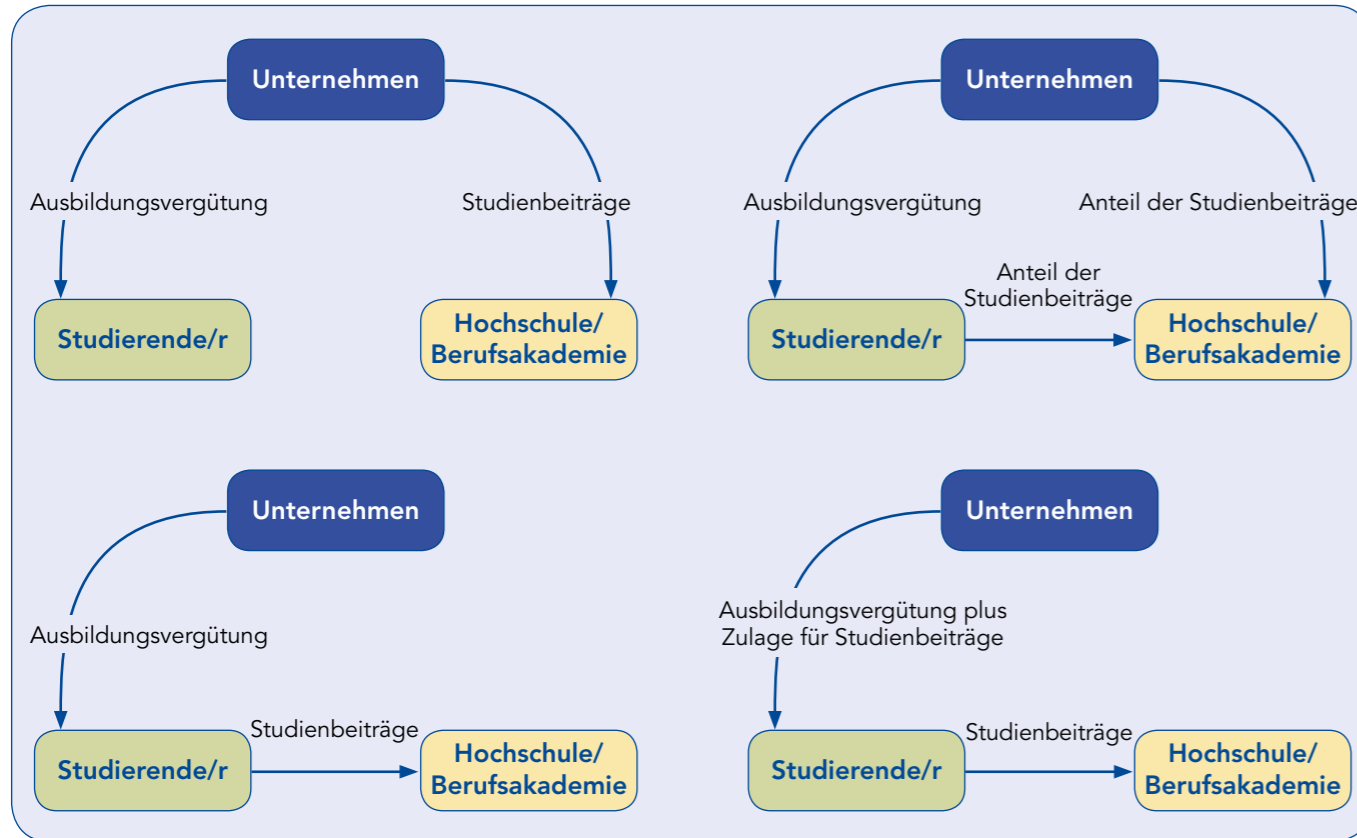 Unternehmen
Ausbildungsvergütung
Studienbeiträge
Studierende/r
Hochschule/
Berufsakademie
Unternehmen
Ausbildungsvergütung
Anteil der Studienbeiträge
Anteil der
Studienbeiträge
Studierende/r
Hochschule/
Berufsakademie
Unternehmen
Ausbildungsvergütung
Studienbeiträge
Studierende/r
Hochschule/
Berufsakademie
Unternehmen
Ausbildungsvergütung plus
Zulage für Studienbeiträge
Studienbeiträge
Studierende/r
Hochschule/
Berufsakademie